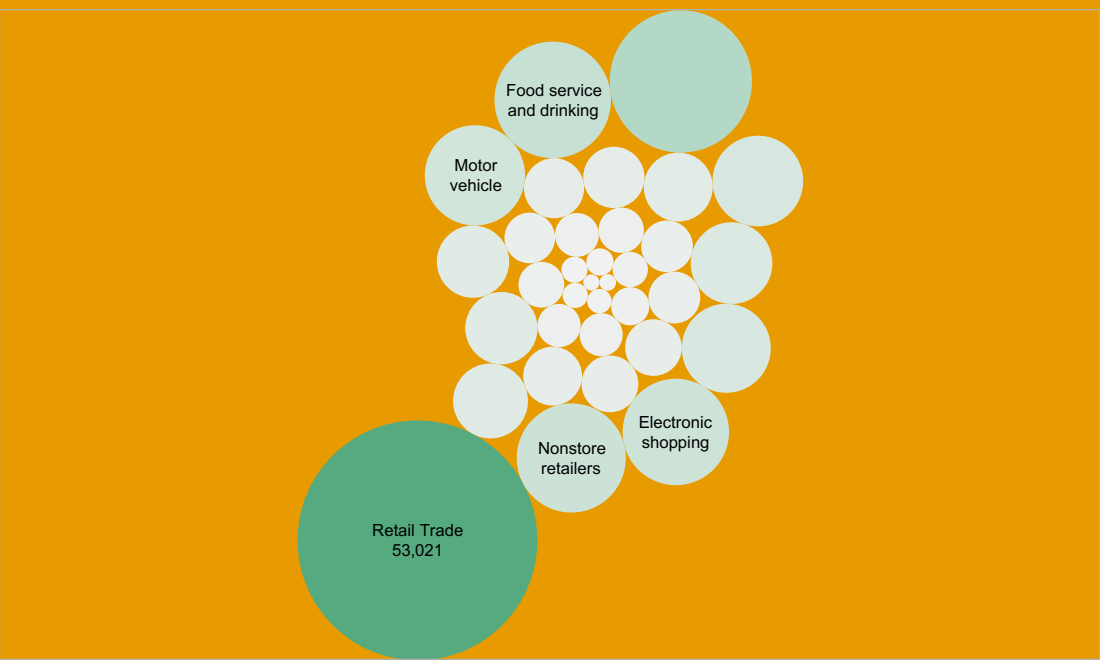 Food service
and drinking
Motor
vehicle
Electronic
shopping
Nonstore
retailers
Retail Trade
53,021